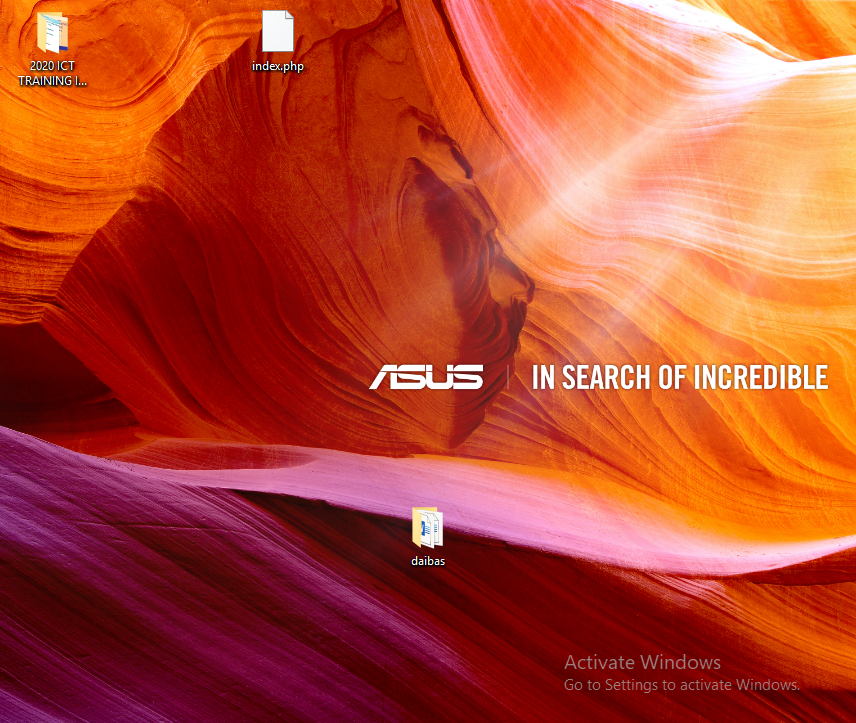 2020 ICT
TRAINING I...
index.php
ASUS | IN SEARCH OF INCREDIBLE
daibas
Activate Windows
Go to Settings to activate Windows.